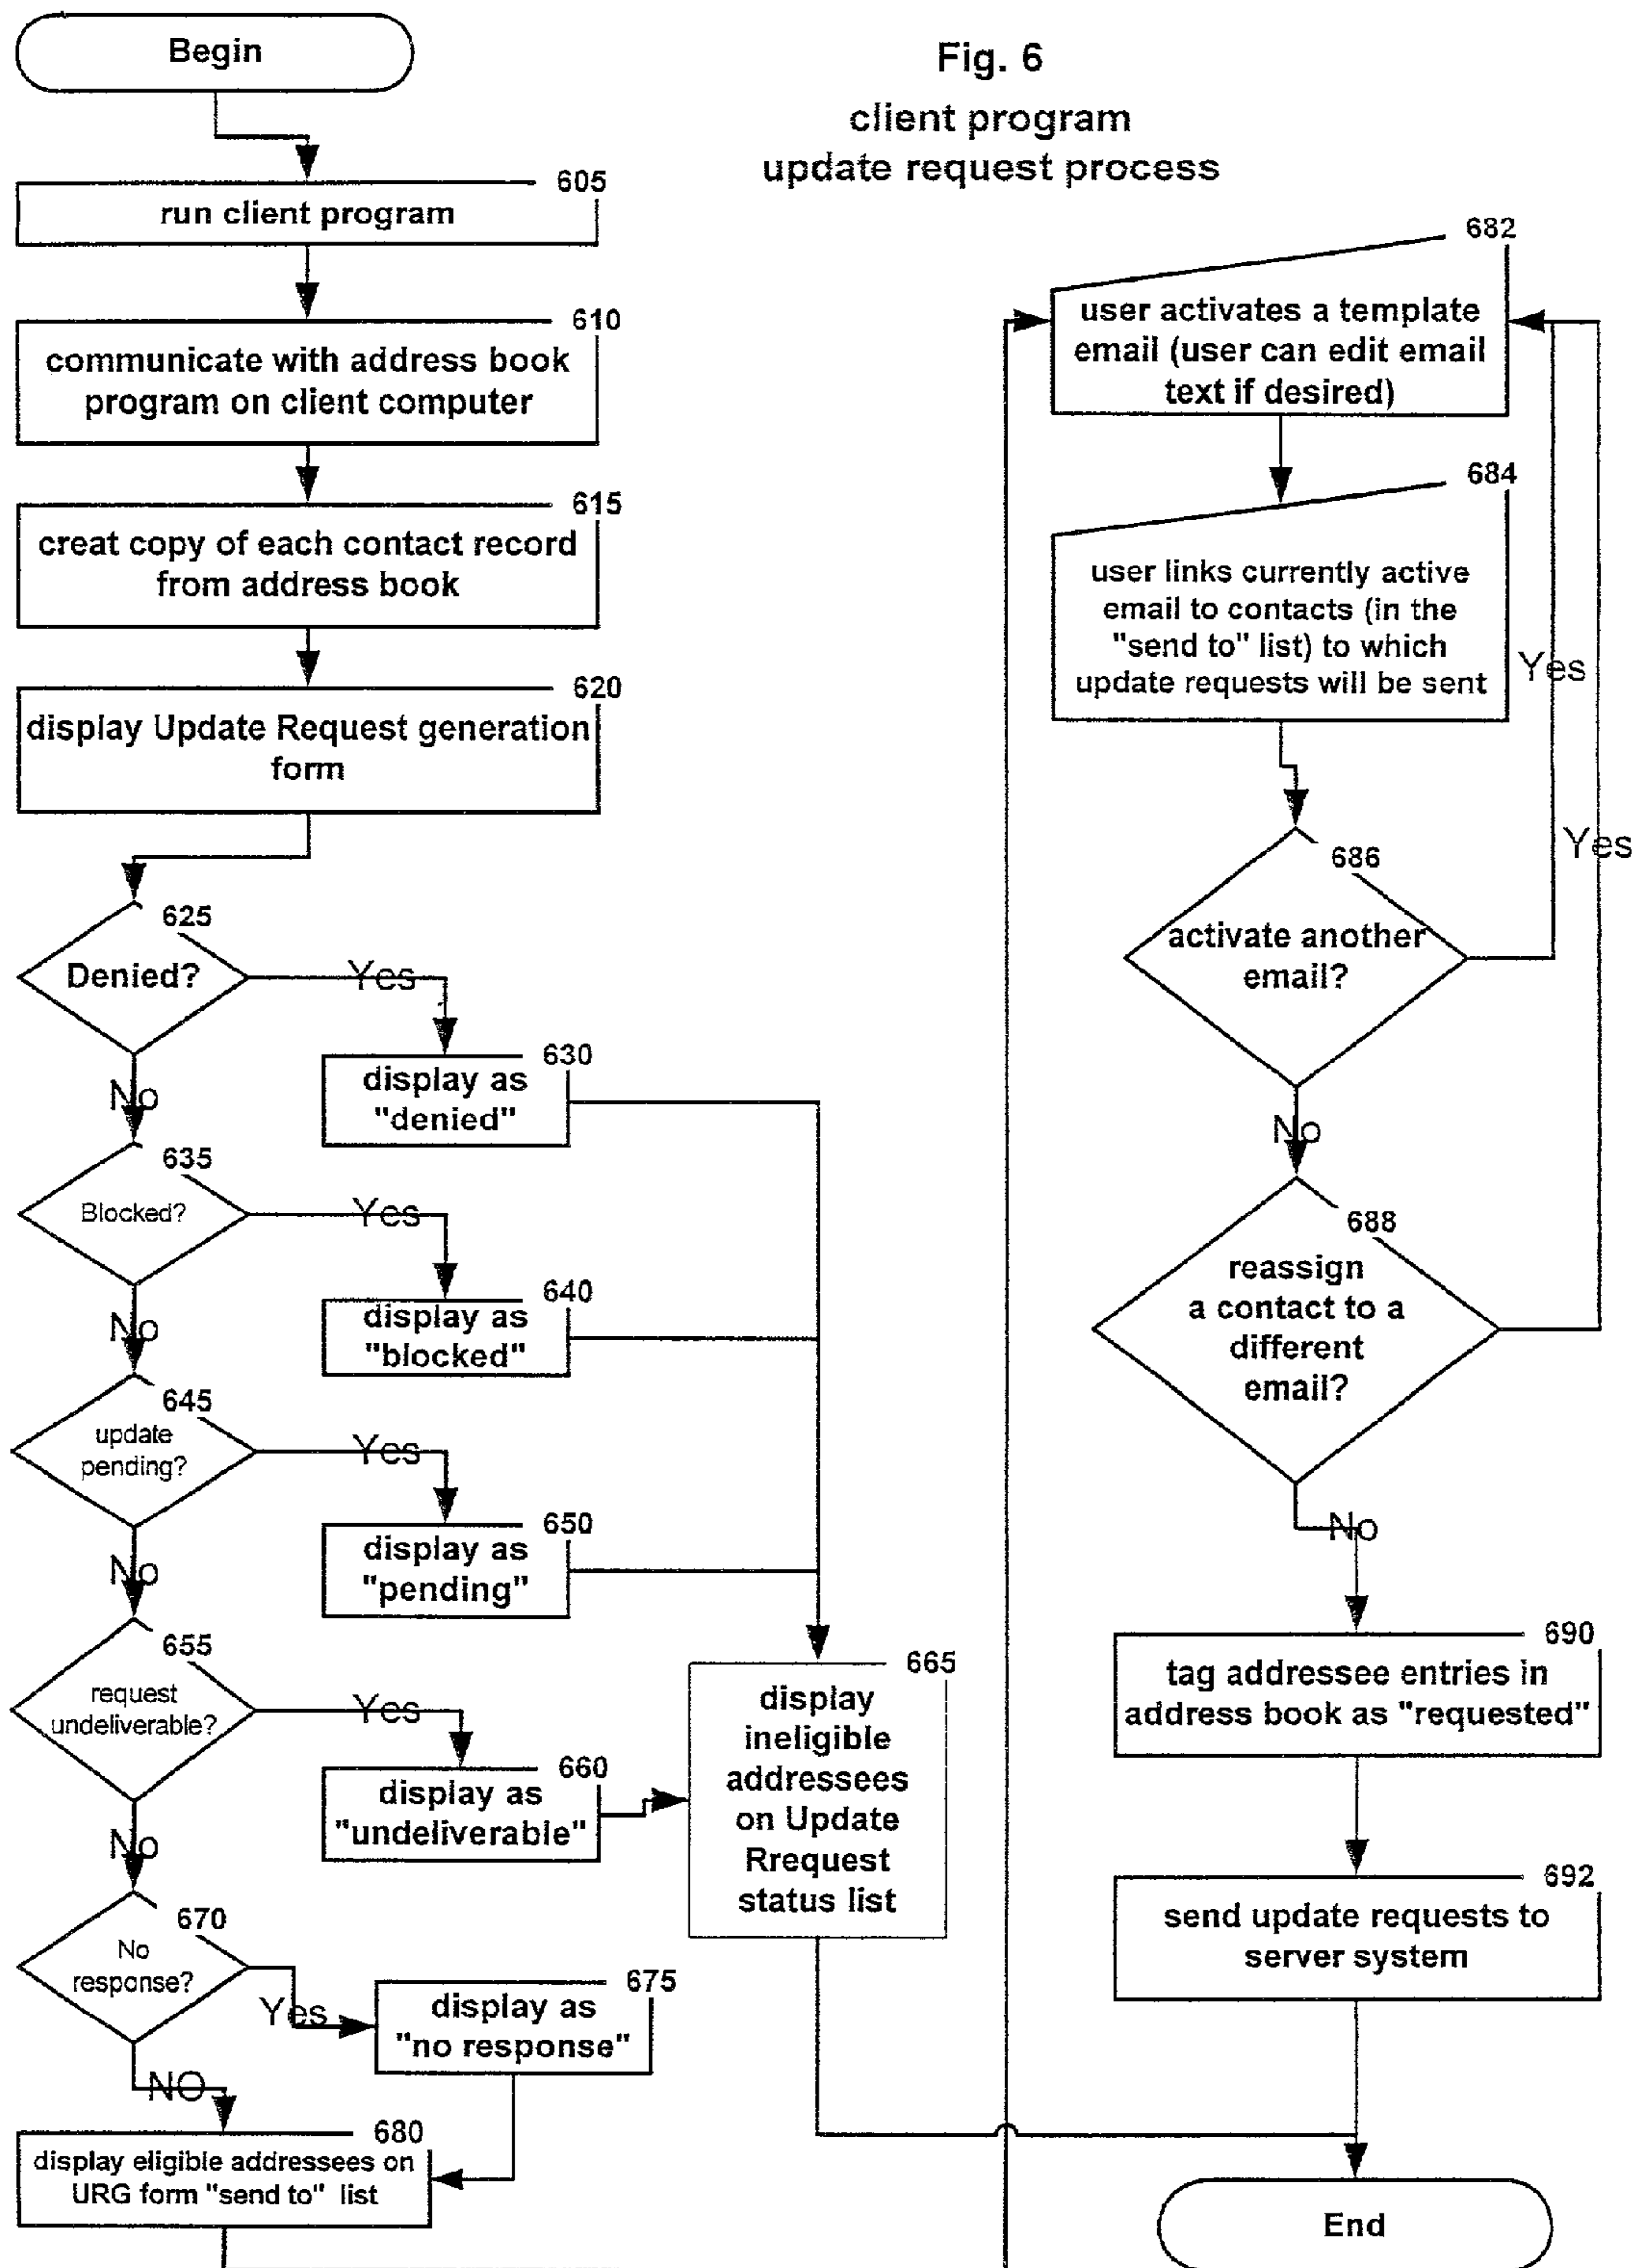 Begin
Fig. 6
client program
update request process
605
run client program
610
communicate with address book
program on client computer
615
creat copy of each contact record
from address book
620
display Update Request generation
form
625
Denied?
Yes
No
630
display as
"denied"
635
Blocked?
Yes
No
640
display as
"blocked"
645
update
pending?
Yes
No
650
display as
"pending"
655
request
undeliverable?
Yes
No
660
display as
"undeliverable"
665
display
ineligible
addressees
on Update
Rrequest
status list
670
No
response?
Yes
NO
675
display as
"no response"
680
display eligible addressees on
URG form "send to" list
682
user activates a template
email (user can edit email
text if desired)
684
user links currently active
email to contacts (in the
"send to" list) to which
update requests will be sent
Yes
Yes
686
activate another
email?
No
688
reassign
a contact to a
different
email?
No
690
tag addressee entries in
address book as "requested"
692
send update requests to
server system
End